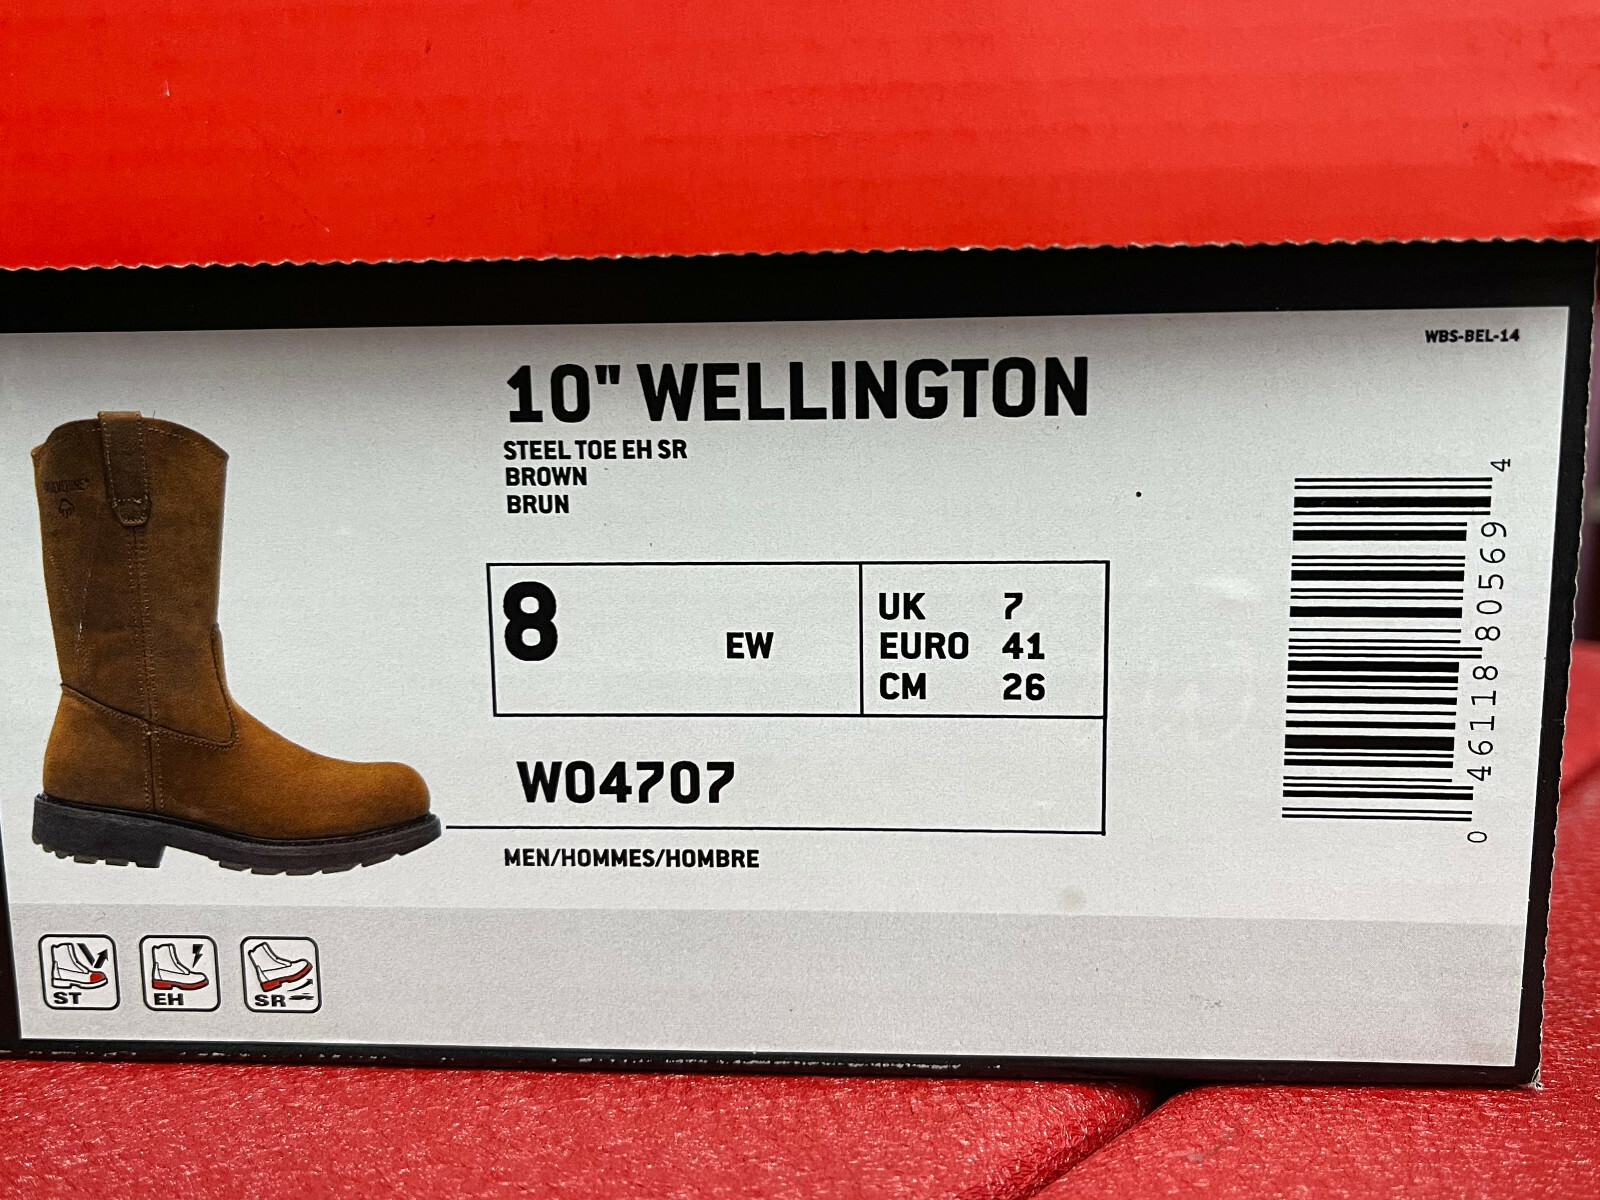 WBS-BEL-14
10" WELLINGTON
STEEL TOE EH SR
BROWN
BRUN
8
EW
UK 7
EURO 41
CM 26
W04707
MEN/HOMMES/HOMBRE
0 46118 80569 4
WOLVERINE
ST
EH
SR